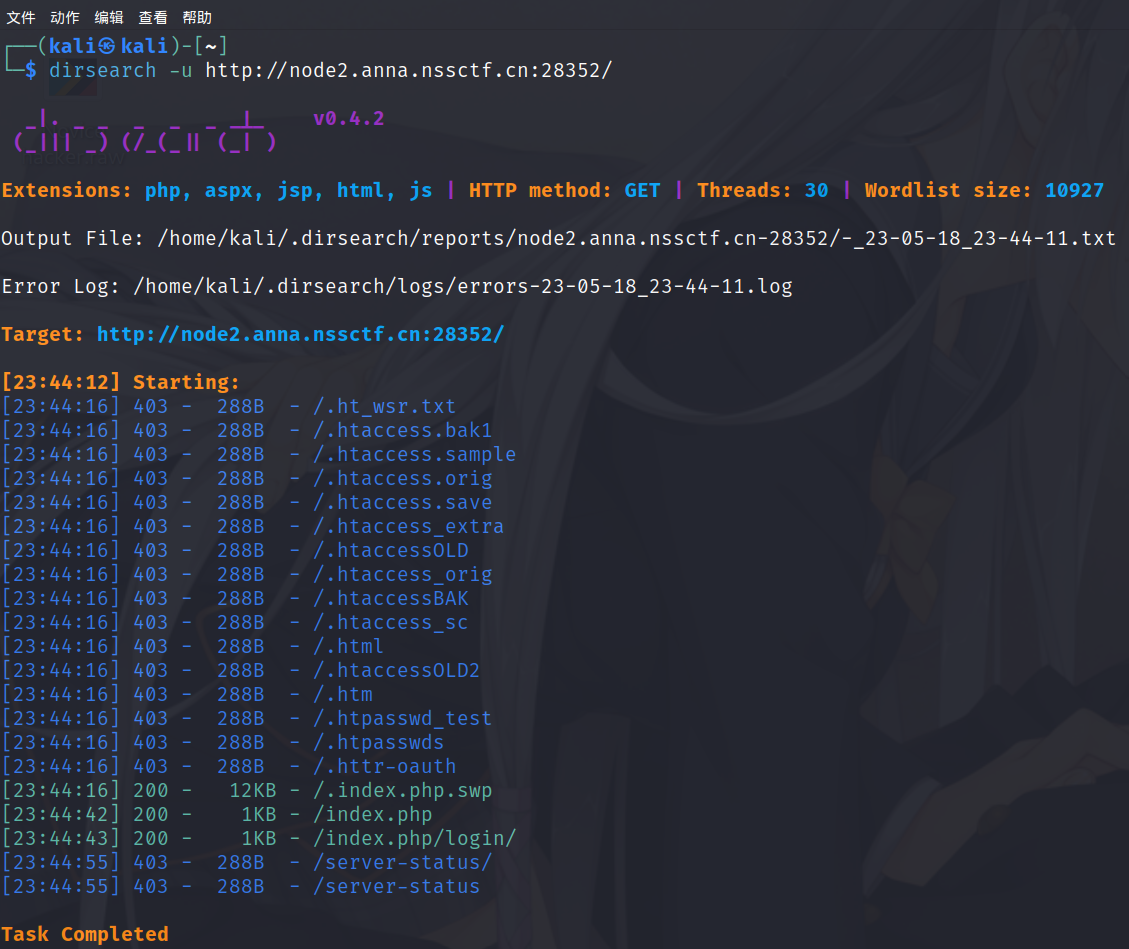 文件 动作 编辑 查看 帮助
┌──(kali㉿kali)-[~]
└─$ dirsearch -u http://node2.anna.nssctf.cn:28352/
_|. _ _ _ _ _ _|_ v0.4.2
(_||| _) (/_(_|| (_| )
Extensions: php, aspx, jsp, html, js | HTTP method: GET | Threads: 30 | Wordlist size: 10927
Output File: /home/kali/.dirsearch/reports/node2.anna.nssctf.cn-28352/-_23-05-18_23-44-11.txt
Error Log: /home/kali/.dirsearch/logs/errors-23-05-18_23-44-11.log
Target: http://node2.anna.nssctf.cn:28352/
[23:44:12] Starting:
[23:44:16] 403 - 288B - /.ht_wsr.txt
[23:44:16] 403 - 288B - /.htaccess.bak1
[23:44:16] 403 - 288B - /.htaccess.sample
[23:44:16] 403 - 288B - /.htaccess.orig
[23:44:16] 403 - 288B - /.htaccess.save
[23:44:16] 403 - 288B - /.htaccess_extra
[23:44:16] 403 - 288B - /.htaccessOLD
[23:44:16] 403 - 288B - /.htaccess_orig
[23:44:16] 403 - 288B - /.htaccessBAK
[23:44:16] 403 - 288B - /.htaccess_sc
[23:44:16] 403 - 288B - /.html
[23:44:16] 403 - 288B - /.htaccessOLD2
[23:44:16] 403 - 288B - /.htm
[23:44:16] 403 - 288B - /.htpasswd_test
[23:44:16] 403 - 288B - /.htpasswds
[23:44:16] 403 - 288B - /.httr-oauth
[23:44:16] 200 - 12KB - /.index.php.swp
[23:44:42] 200 - 1KB - /index.php
[23:44:43] 200 - 1KB - /index.php/login/
[23:44:55] 403 - 288B - /server-status/
[23:44:55] 403 - 288B - /server-status
Task Completed